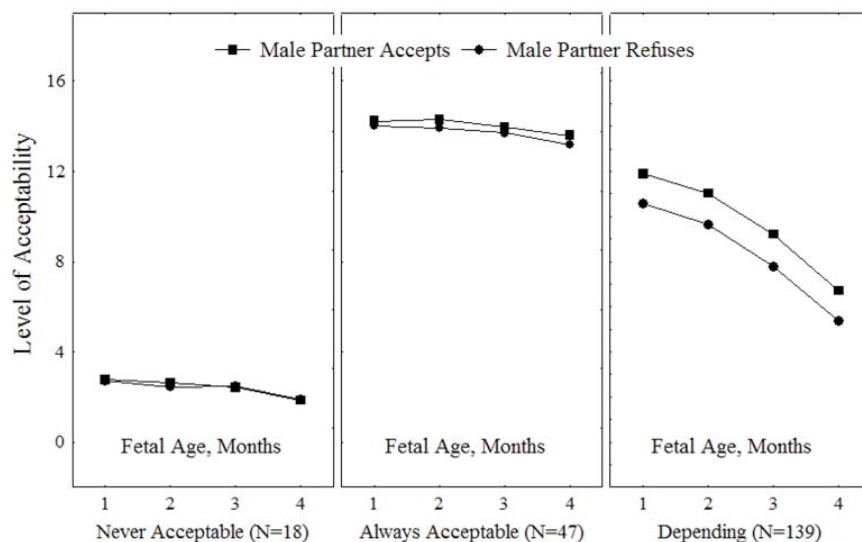 Male Partner Accepts Male Partner Refuses
Level of Acceptability
16
12
8
4
0
Fetal Age, Months Fetal Age, Months Fetal Age, Months
1 2 3 4 1 2 3 4 1 2 3 4
Never Acceptable (N=18) Always Acceptable (N=47) Depending (N=139)